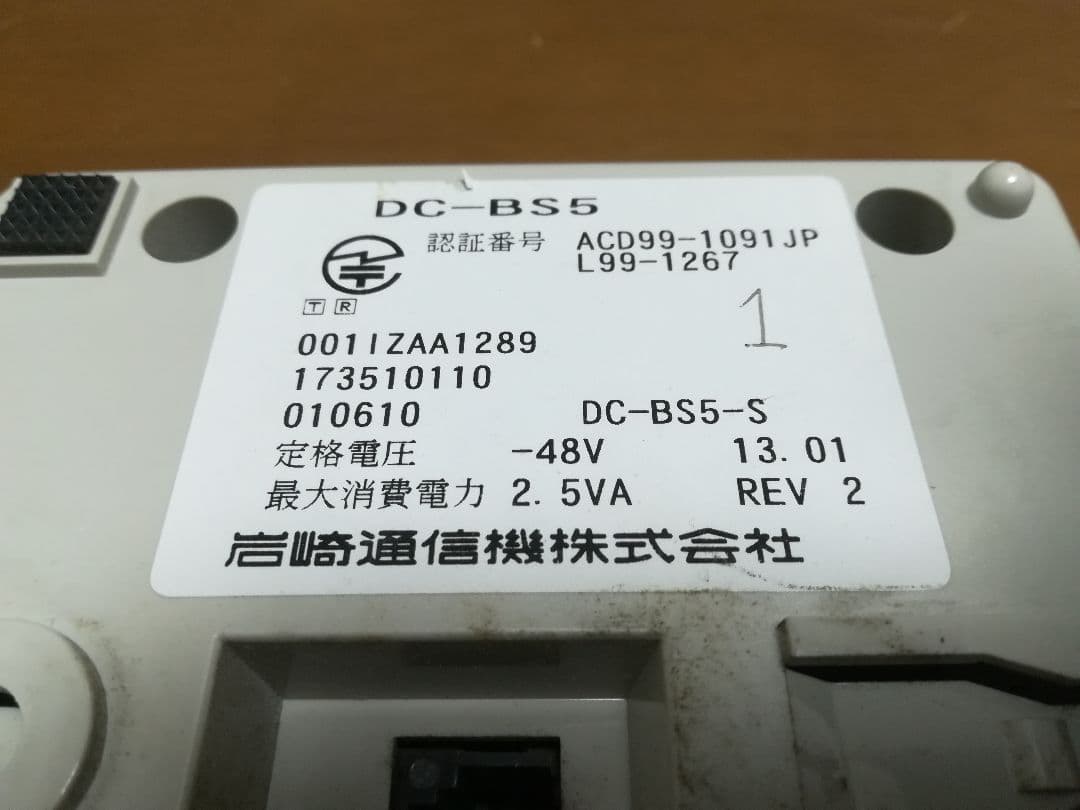 DC-BS5
認証番号 ACD99-1091JP
L99-1267
T R
1
001IZAA1289
173510110
010610 DC-BS5-S
定格電圧 -48V 13.01
最大消費電力 2.5VA REV 2
岩崎通信機株式会社